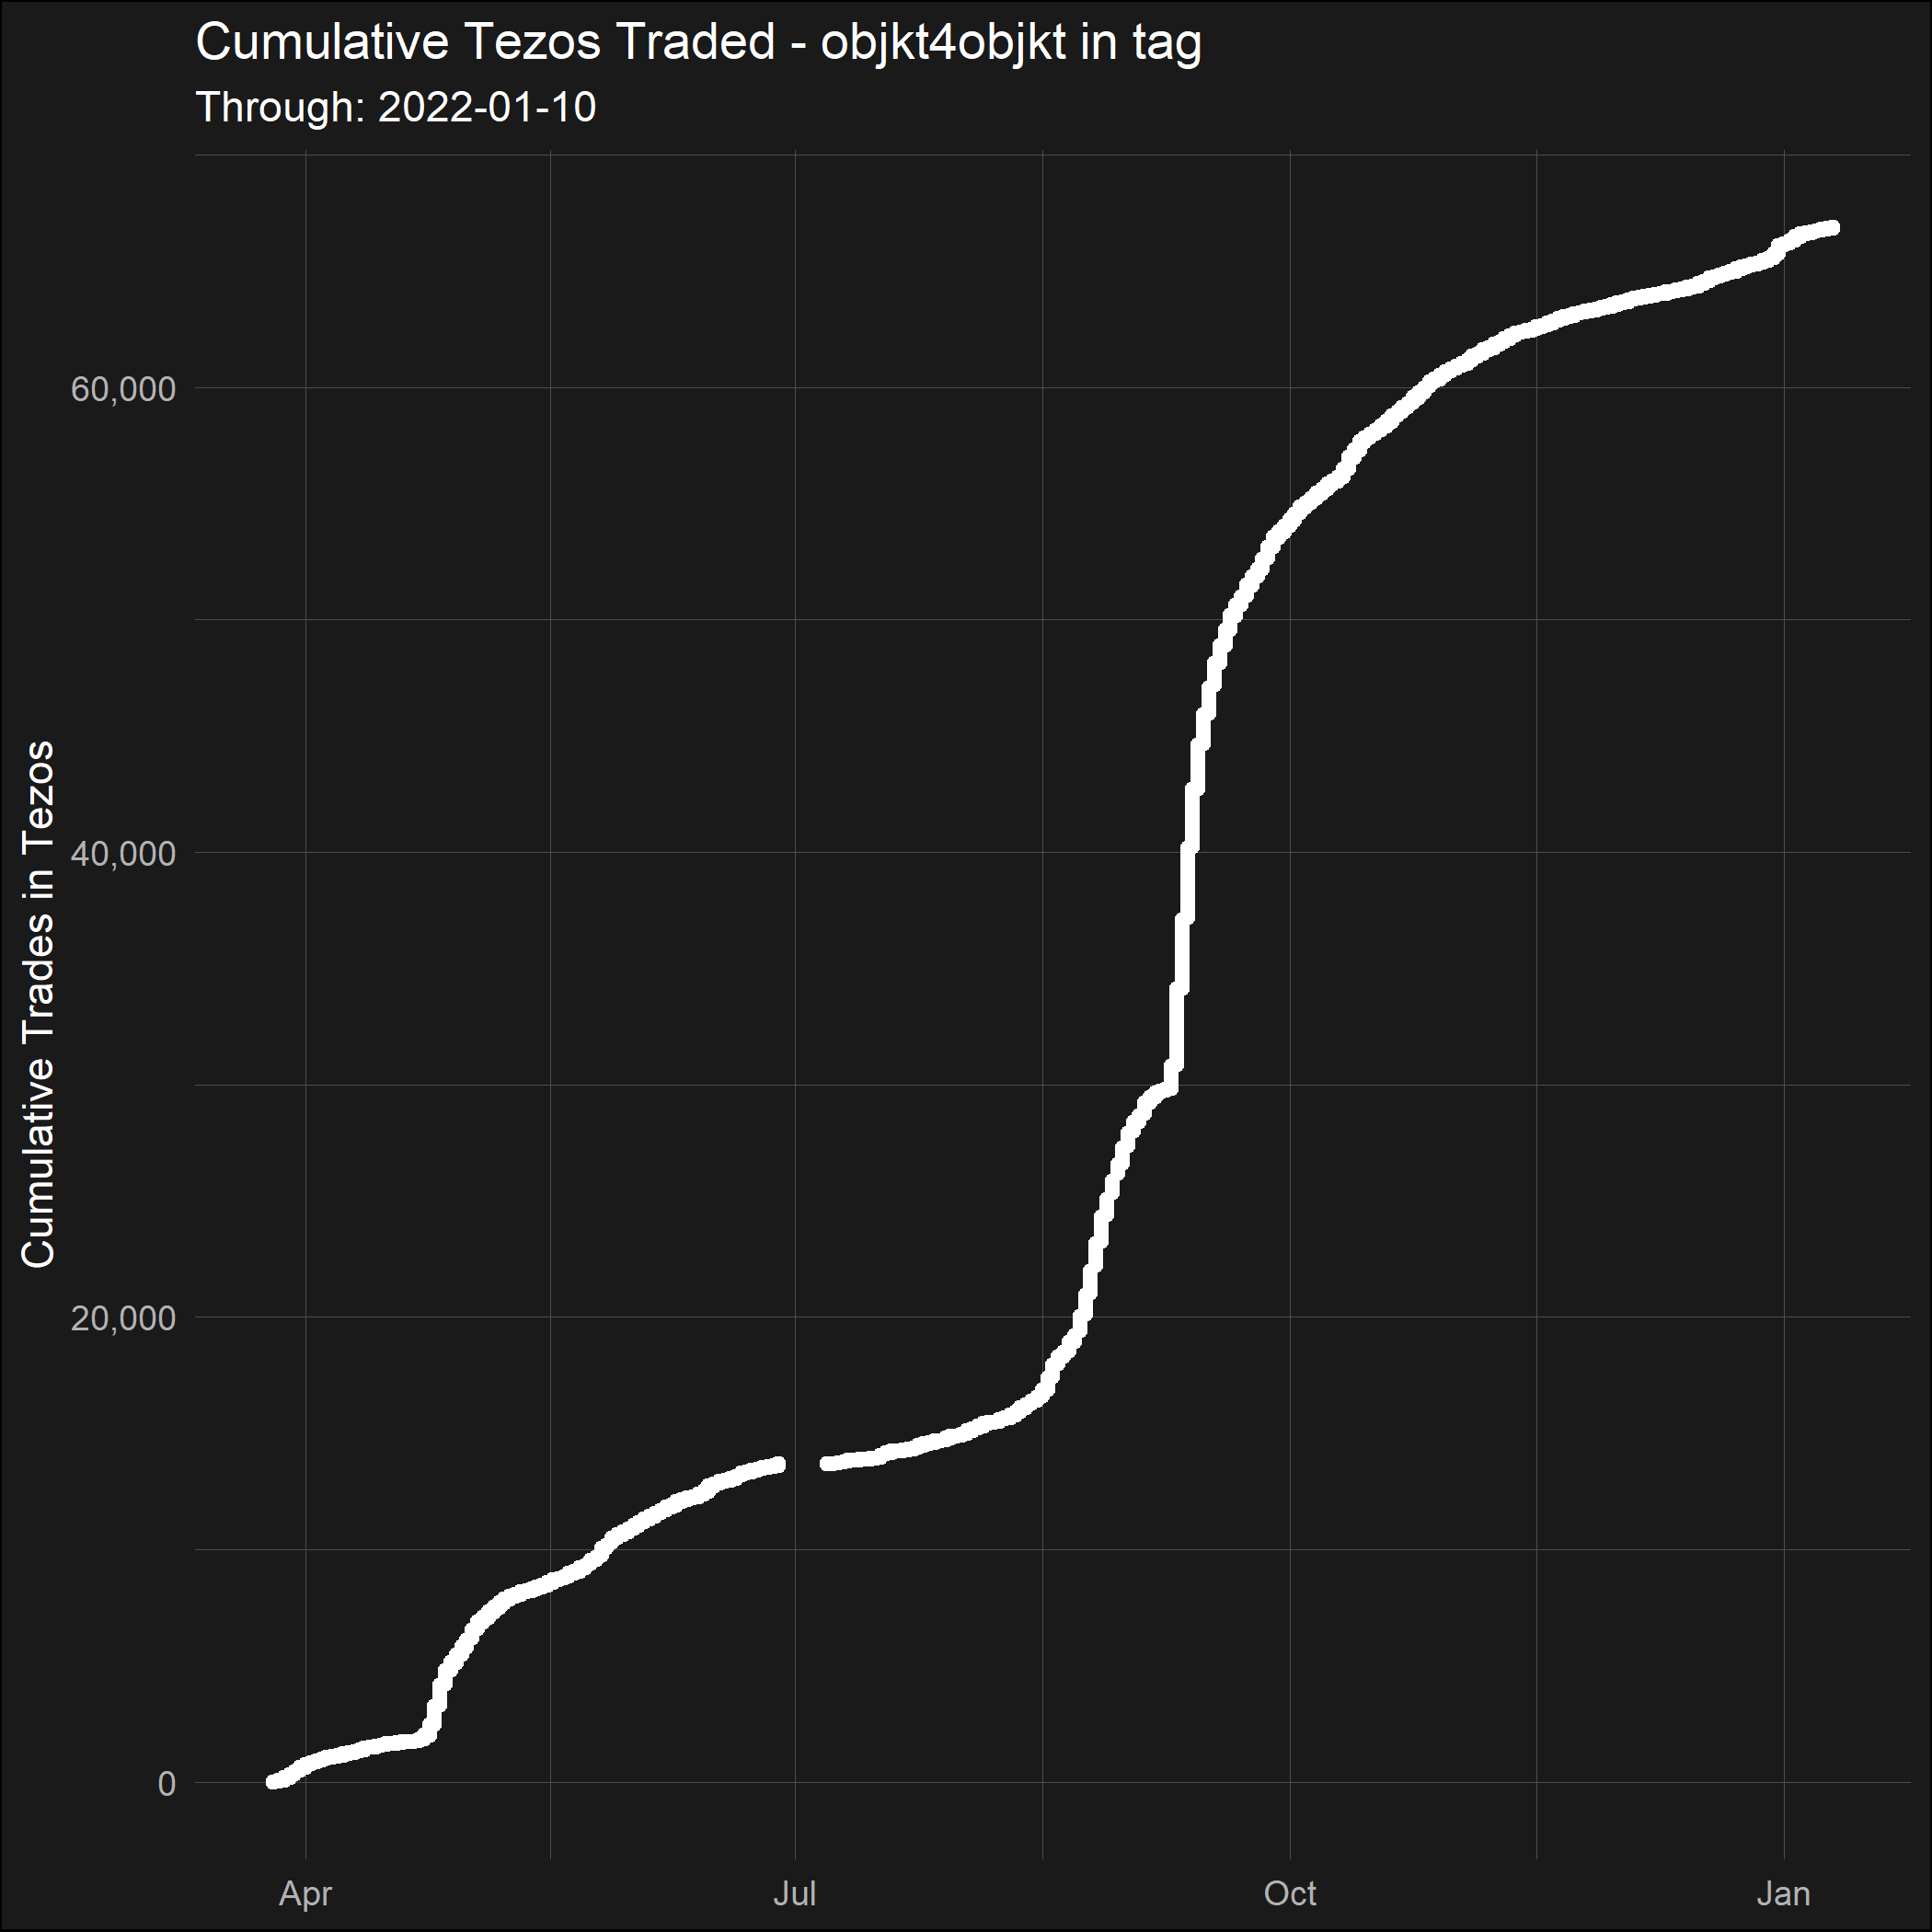 Cumulative Tezos Traded - objkt4objkt in tag
Through: 2022-01-10
Cumulative Trades in Tezos
60,000
40,000
20,000
0
Apr
Jul
Oct
Jan